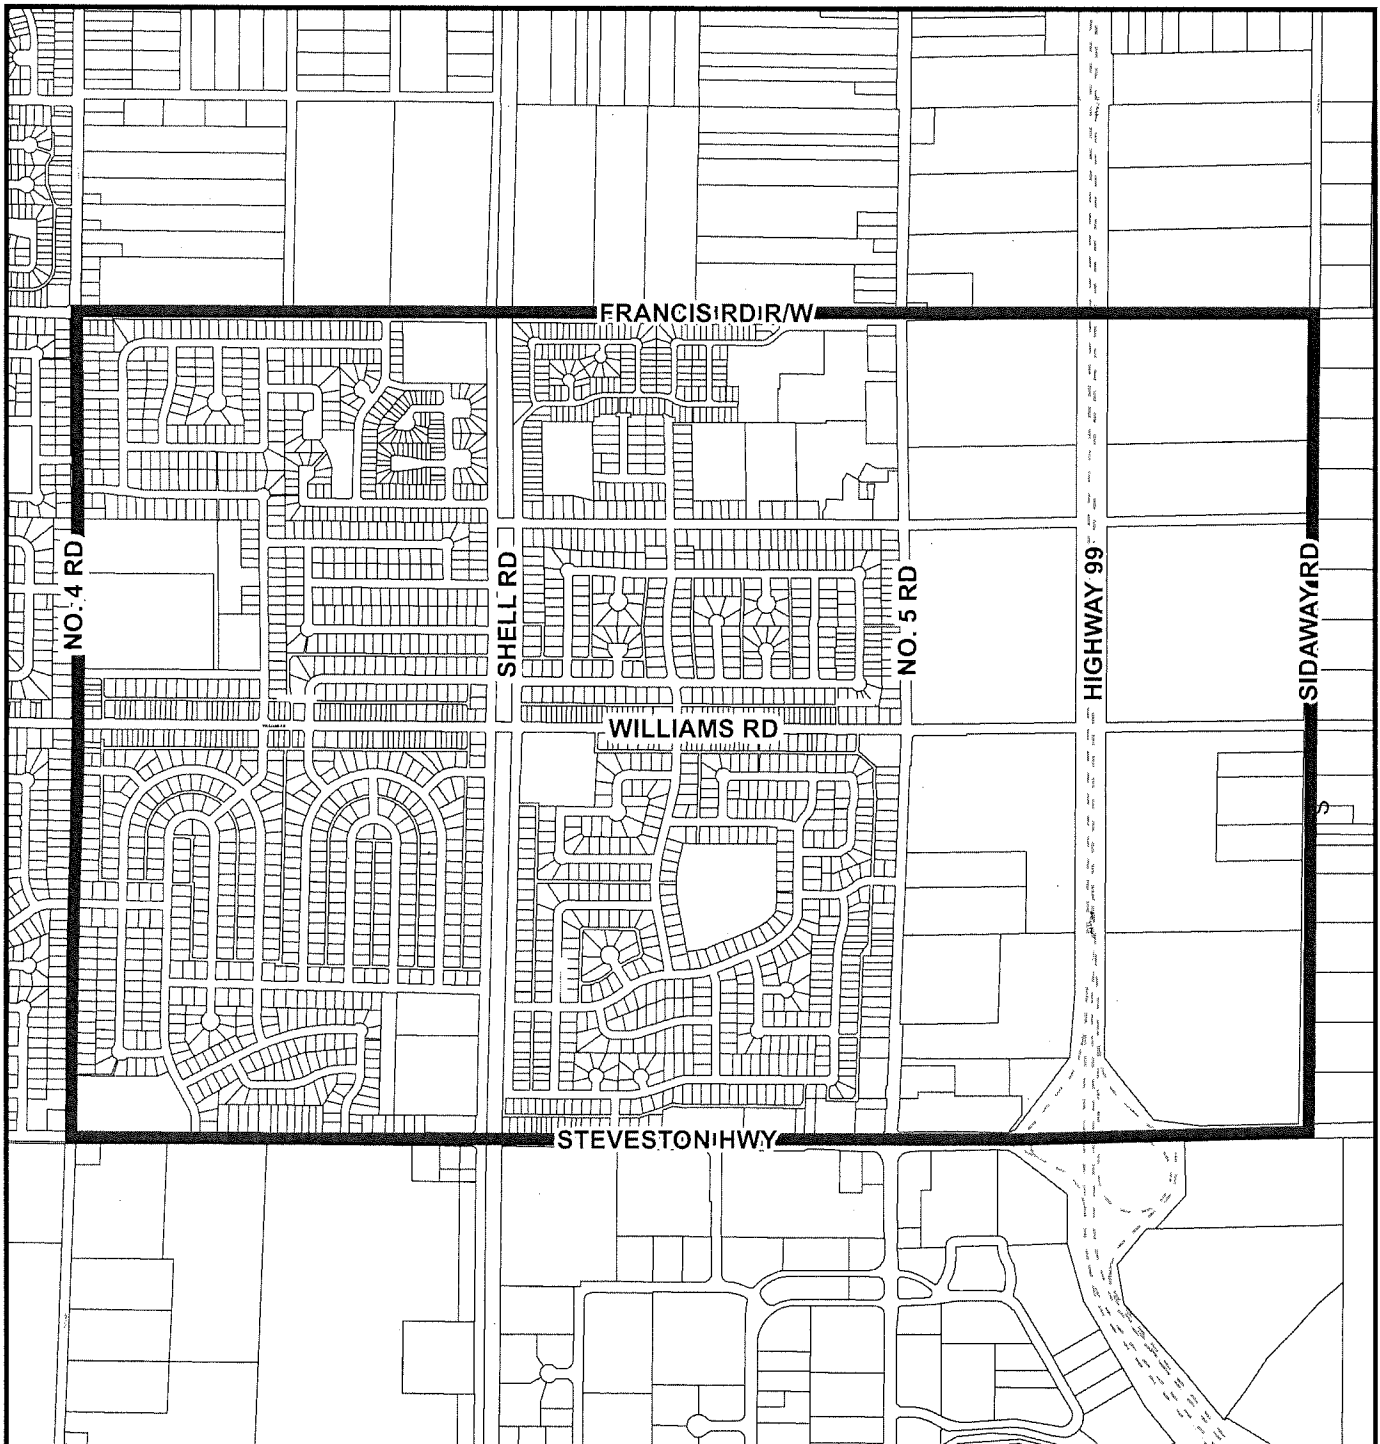 FRANCIS RD R/W
NO. 4 RD
SHELL RD
NO. 5 RD
HIGHWAY 99
SIDAWAY RD
WILLIAMS RD
S
STEVESTON HWY